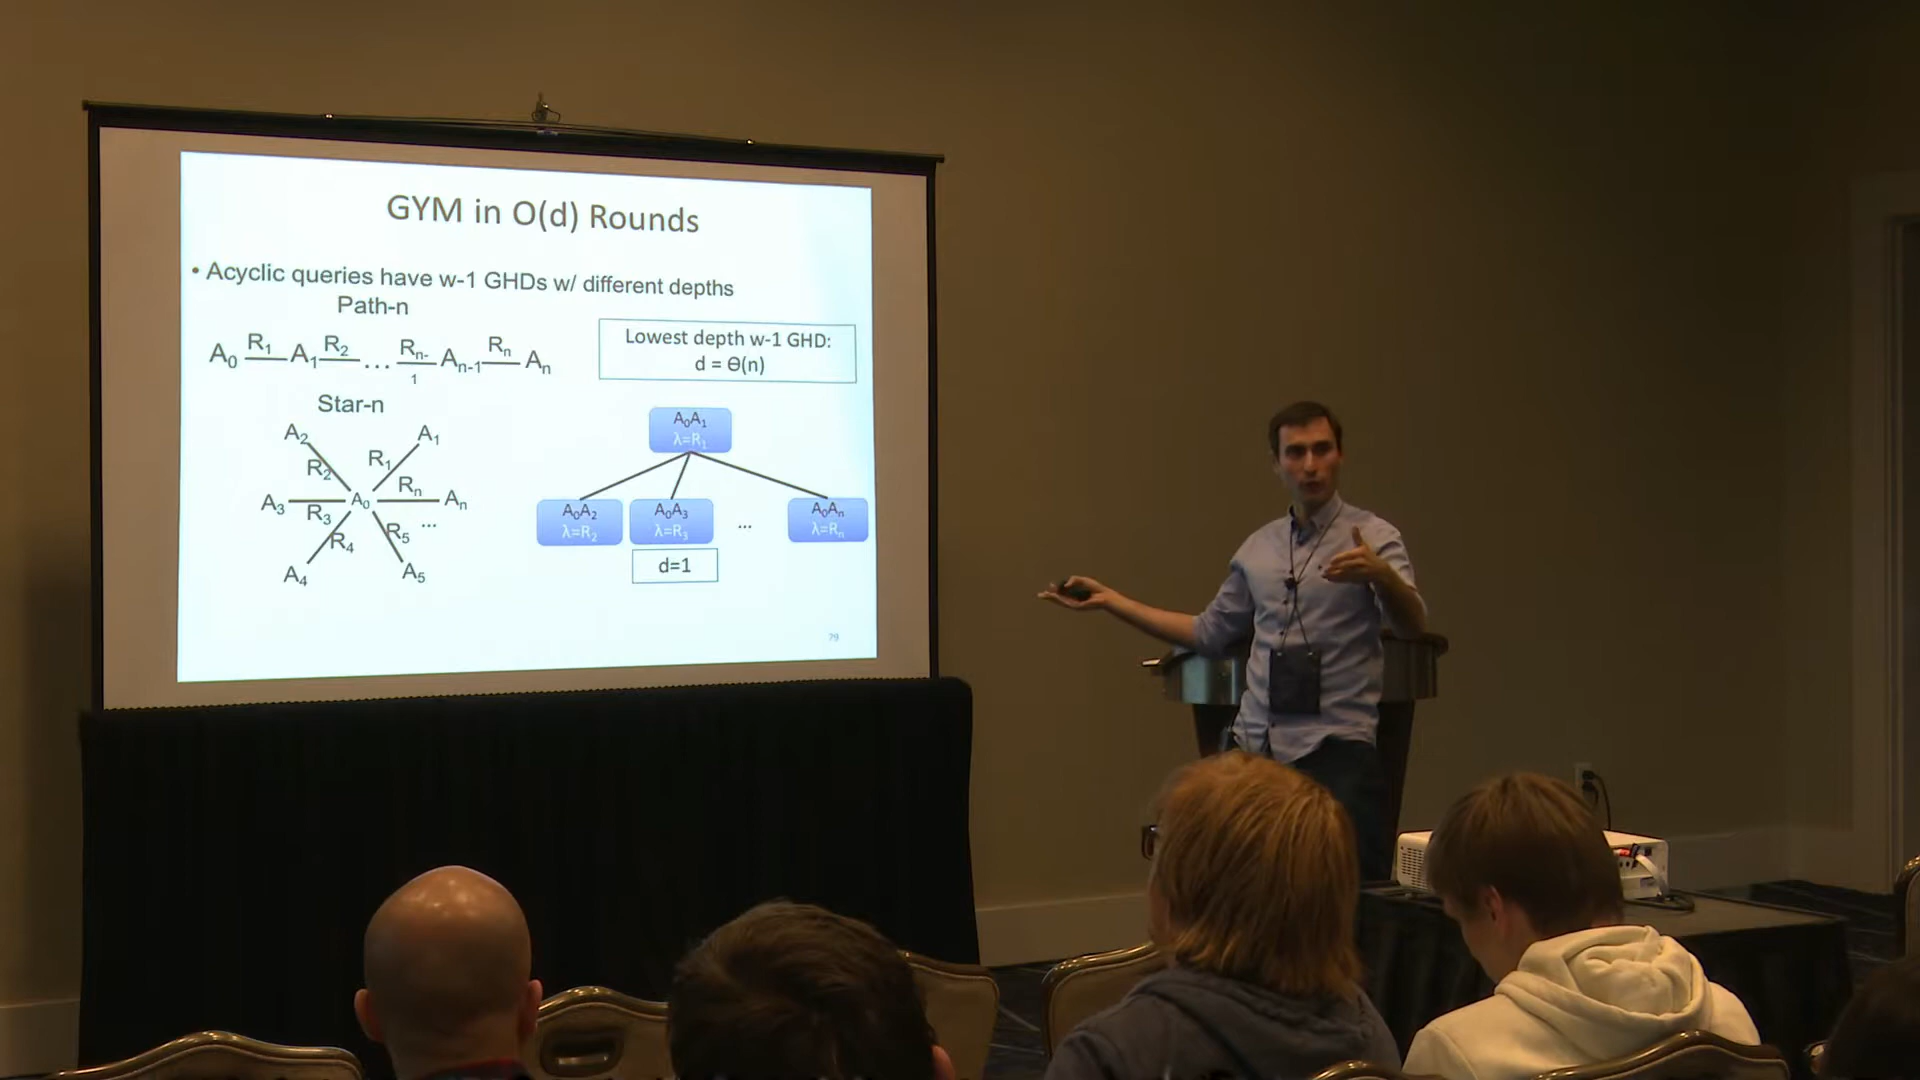 GYM in O(d) Rounds
• Acyclic queries have w-1 GHDs w/ different depths
Path-n
A₀ R₁ A₁ R₂ ... Rₙ₋₁ Aₙ₋₁ Rₙ Aₙ
Lowest depth w-1 GHD:
d = Θ(n)
Star-n
A₂ A₁
R₂ R₁
A₃ R₃ A₀ Rₙ Aₙ
R₄ R₅ ...
A₄ A₅
A₀A₁
λ=R₁
A₀A₂ A₀A₃ ... A₀Aₙ
λ=R₂ λ=R₃ λ=Rₙ
d=1
79